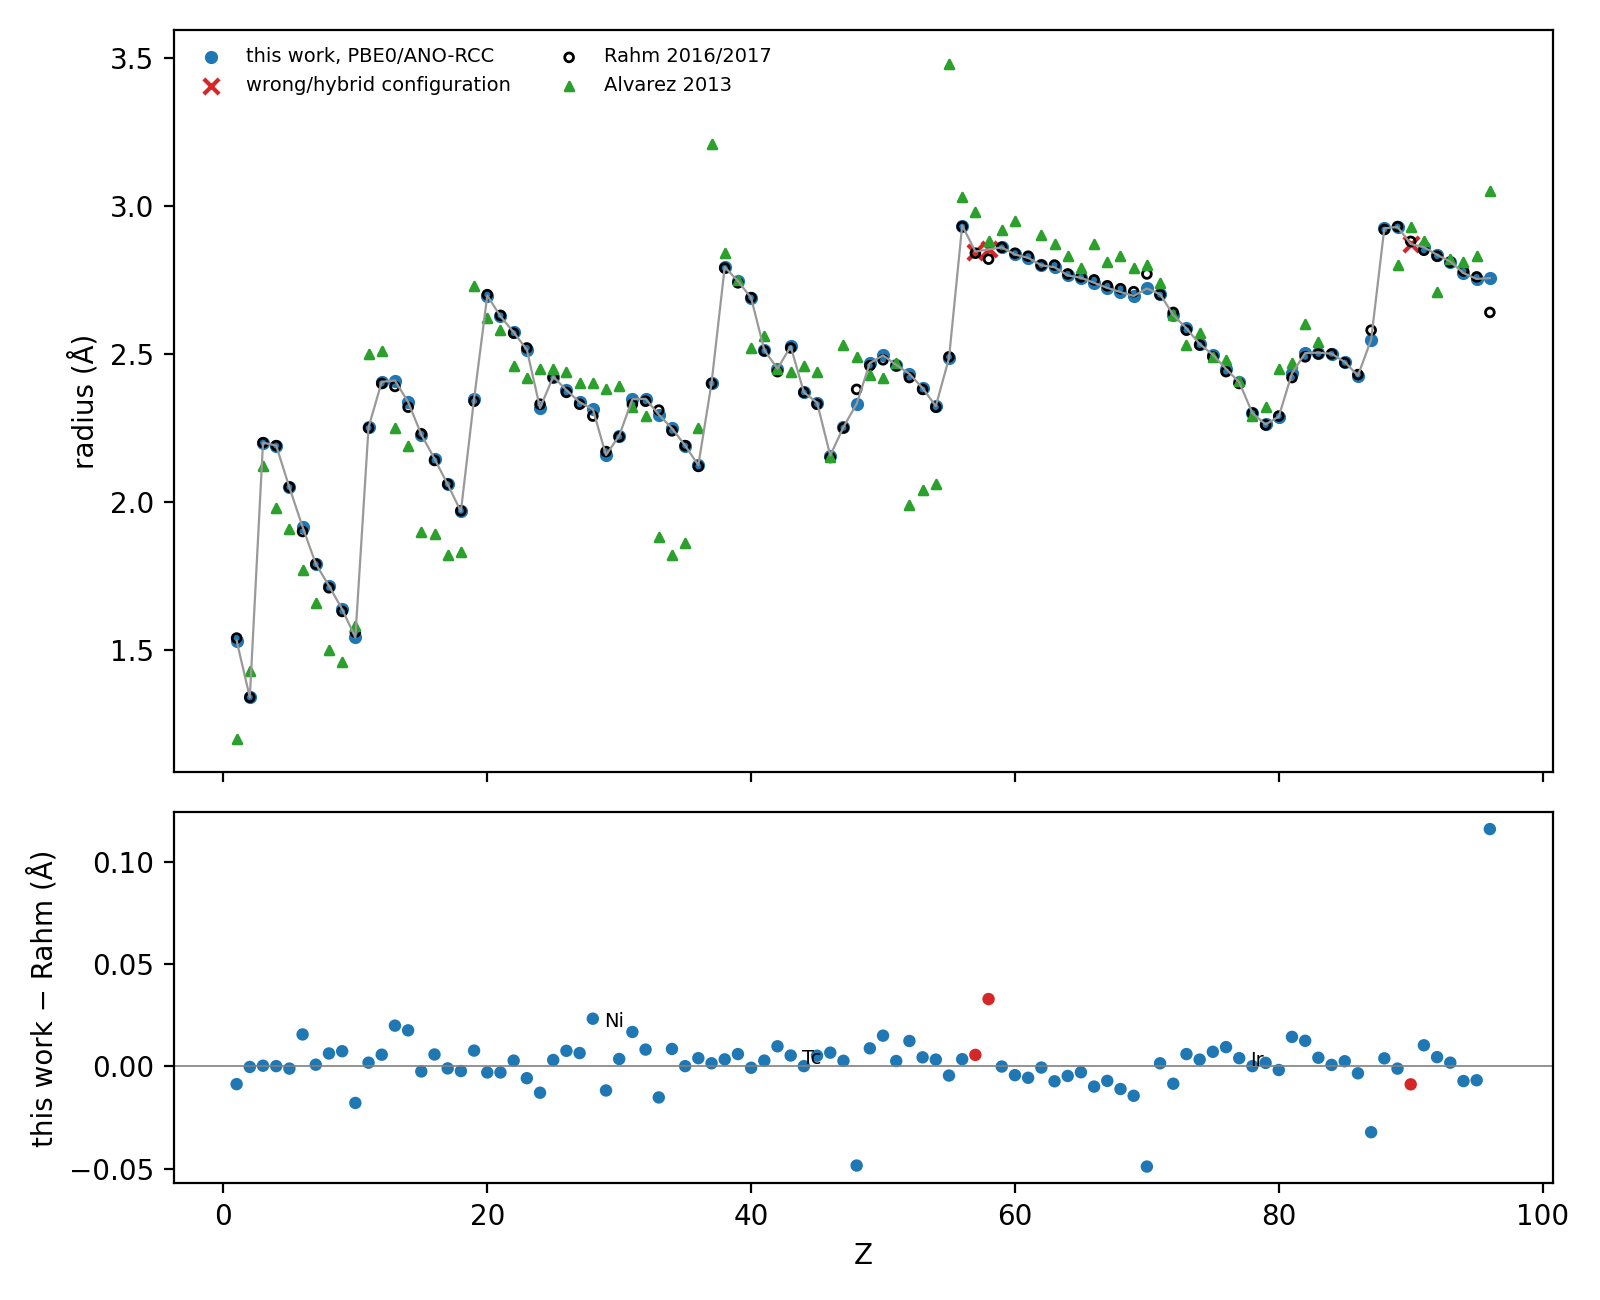 this work, PBE0/ANO-RCC
wrong/hybrid configuration
Rahm 2016/2017
Alvarez 2013
3.5
3.0
2.5
2.0
1.5
radius (Å)
0.10
0.05
0.00
−0.05
this work − Rahm (Å)
Ni
Tc
Ir
0 20 40 60 80 100
Z